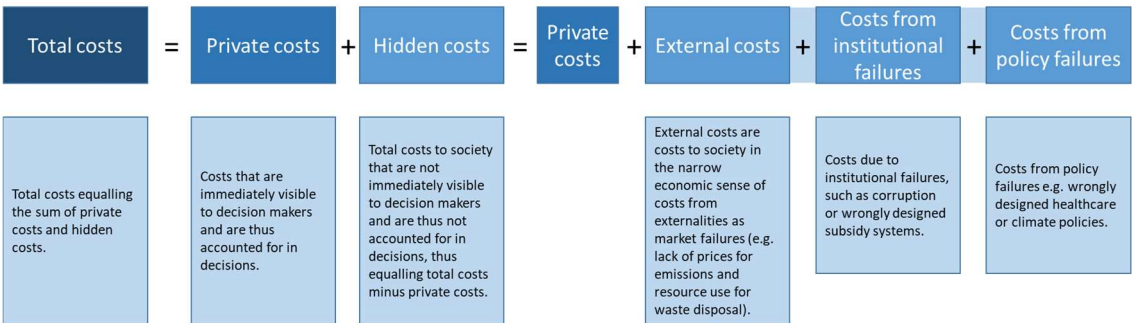 Total costs
=
Private costs
+
Hidden costs
=
Private
costs
+
External costs
+
Costs from
institutional
failures
+
Costs from
policy failures
Total costs equalling
the sum of private
costs and hidden
costs.
Costs that are
immediately visible
to decision makers
and are thus
accounted for in
decisions.
Total costs to society
that are not
immediately visible
to decision makers
and are thus not
accounted for in
decisions, thus
equalling total costs
minus private costs.
External costs are
costs to society in
the narrow
economic sense of
costs from
externalities as
market failures (e.g.
lack of prices for
emissions and
resource use for
waste disposal).
Costs due to
institutional failures,
such as corruption
or wrongly designed
subsidy systems.
Costs from policy
failures e.g. wrongly
designed healthcare
or climate policies.